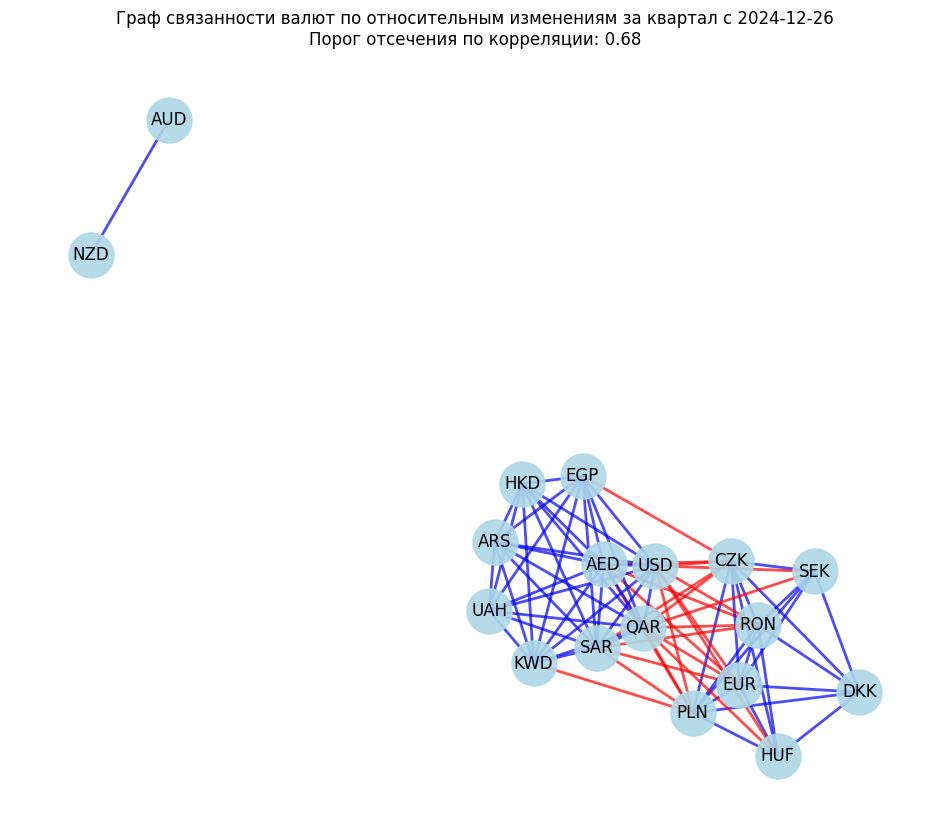 Граф связанности валют по относительным изменениям за квартал с 2024-12-26
Порог отсечения по корреляции: 0.68
AUD
NZD
HKD
EGP
ARS
AED
USD
CZK
SEK
UAH
QAR
RON
KWD
SAR
EUR
DKK
PLN
HUF